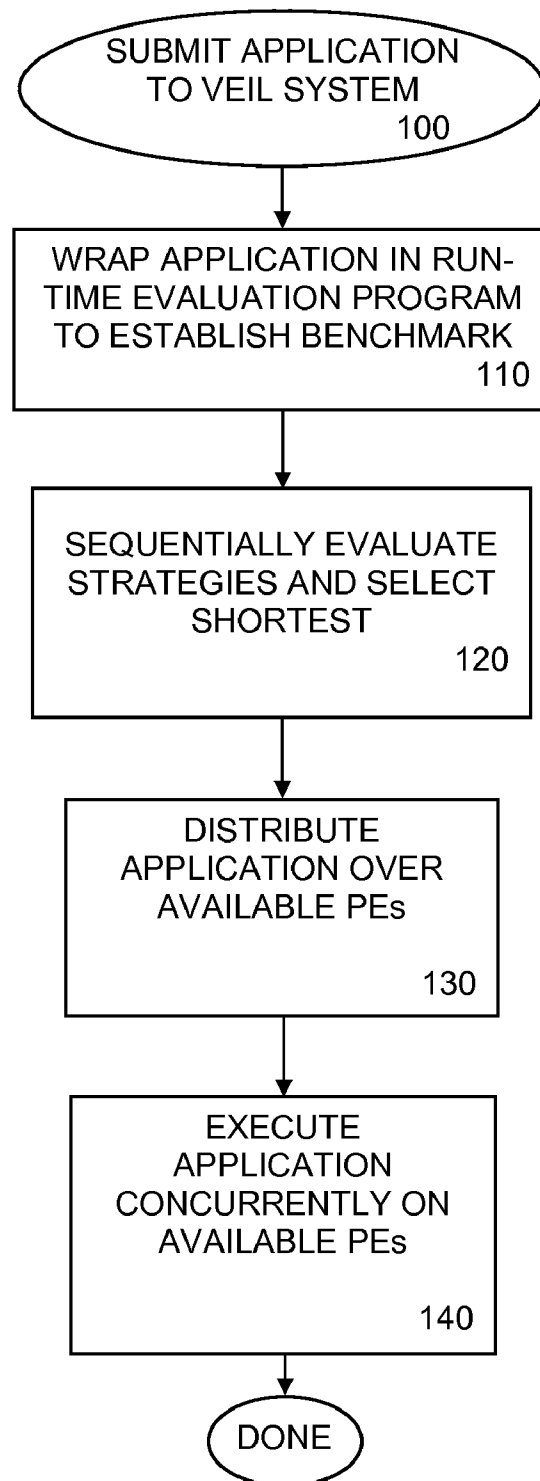 SUBMIT APPLICATION
TO VEIL SYSTEM
100
WRAP APPLICATION IN RUN-
TIME EVALUATION PROGRAM
TO ESTABLISH BENCHMARK
110
SEQUENTIALLY EVALUATE
STRATEGIES AND SELECT
SHORTEST
120
DISTRIBUTE
APPLICATION OVER
AVAILABLE PEs
130
EXECUTE
APPLICATION
CONCURRENTLY ON
AVAILABLE PEs
140
DONE